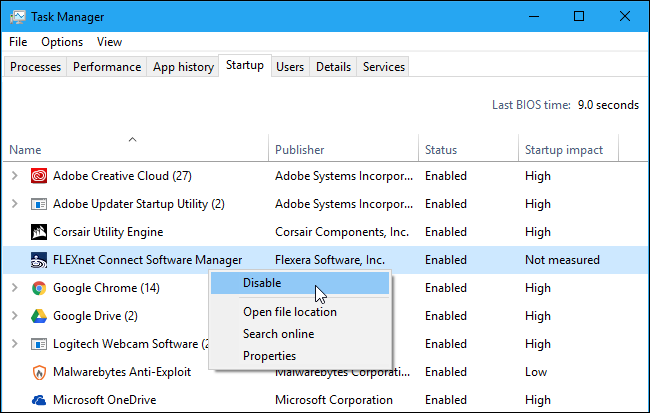 Task Manager
File Options View
Processes Performance App history Startup Users Details Services
Last BIOS time: 9.0 seconds
Name Publisher Status Startup impact
Adobe Creative Cloud (27) Adobe Systems Incorpor... Enabled High
Adobe Updater Startup Utility (2) Adobe Systems Incorpor... Enabled High
Corsair Utility Engine Corsair Components, Inc. Enabled High
FLEXnet Connect Software Manager Flexera Software, Inc. Enabled Not measured
Google Chrome (14) Enabled High
Disable
Google Drive (2) Enabled High
Open file location
Search online
Logitech Webcam Software (2 Enabled High
Properties
Malwarebytes Anti-Exploit Malwarebytes Corporati... Enabled Low
Microsoft OneDrive Microsoft Corporation Enabled High